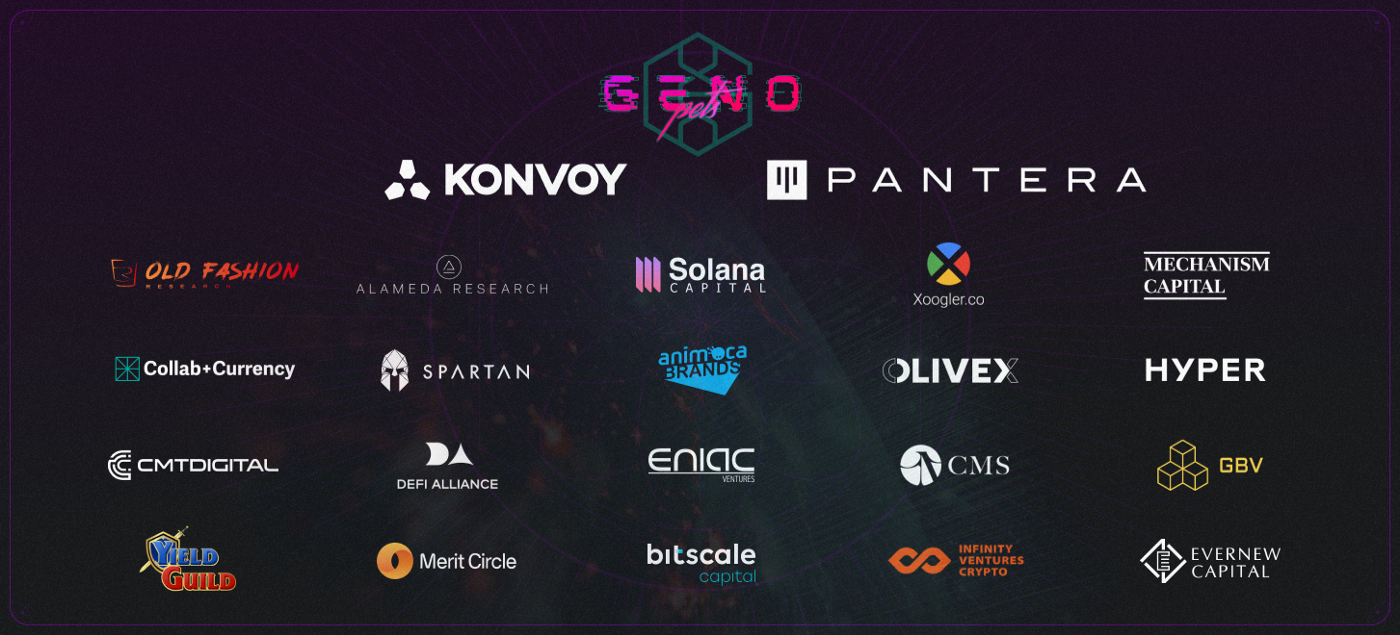 GENO
pets
KONVOY
PANTERA
OLD FASHION
RESEARCH
ALAMEDA RESEARCH
Solana
CAPITAL
Xoogler.co
MECHANISM
CAPITAL
Collab+Currency
SPARTAN
animoca
BRANDS
OLIVEX
HYPER
CMTDIGITAL
DA
DEFI ALLIANCE
ENIAC
VENTURES
CMS
GBV
YIELD
GUILD
Merit Circle
bitscale
capital
INFINITY
VENTURES
CRYPTO
EVERNEW
CAPITAL